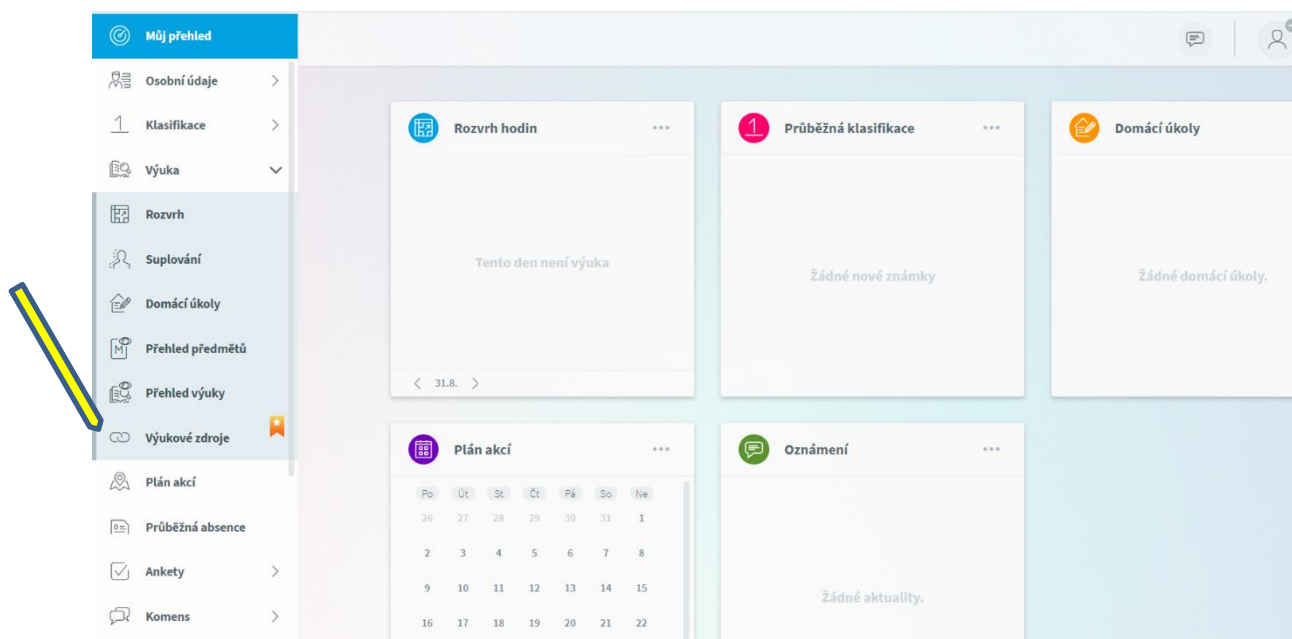 Můj přehled
Osobní údaje
Klasifikace
Výuka
Rozvrh
Suplování
Domácí úkoly
Přehled předmětů
Přehled výuky
Výukové zdroje
Plán akcí
Průběžná absence
Ankety
Komens
Rozvrh hodin
Tento den není výuka
31.8.
Průběžná klasifikace
Žádné nové známky
Domácí úkoly
Žádné domácí úkoly.
Plán akcí
Po Út St Čt Pá So Ne
26 27 28 29 30 31 1
2 3 4 5 6 7 8
9 10 11 12 13 14 15
16 17 18 19 20 21 22
Oznámení
Žádné aktuality.